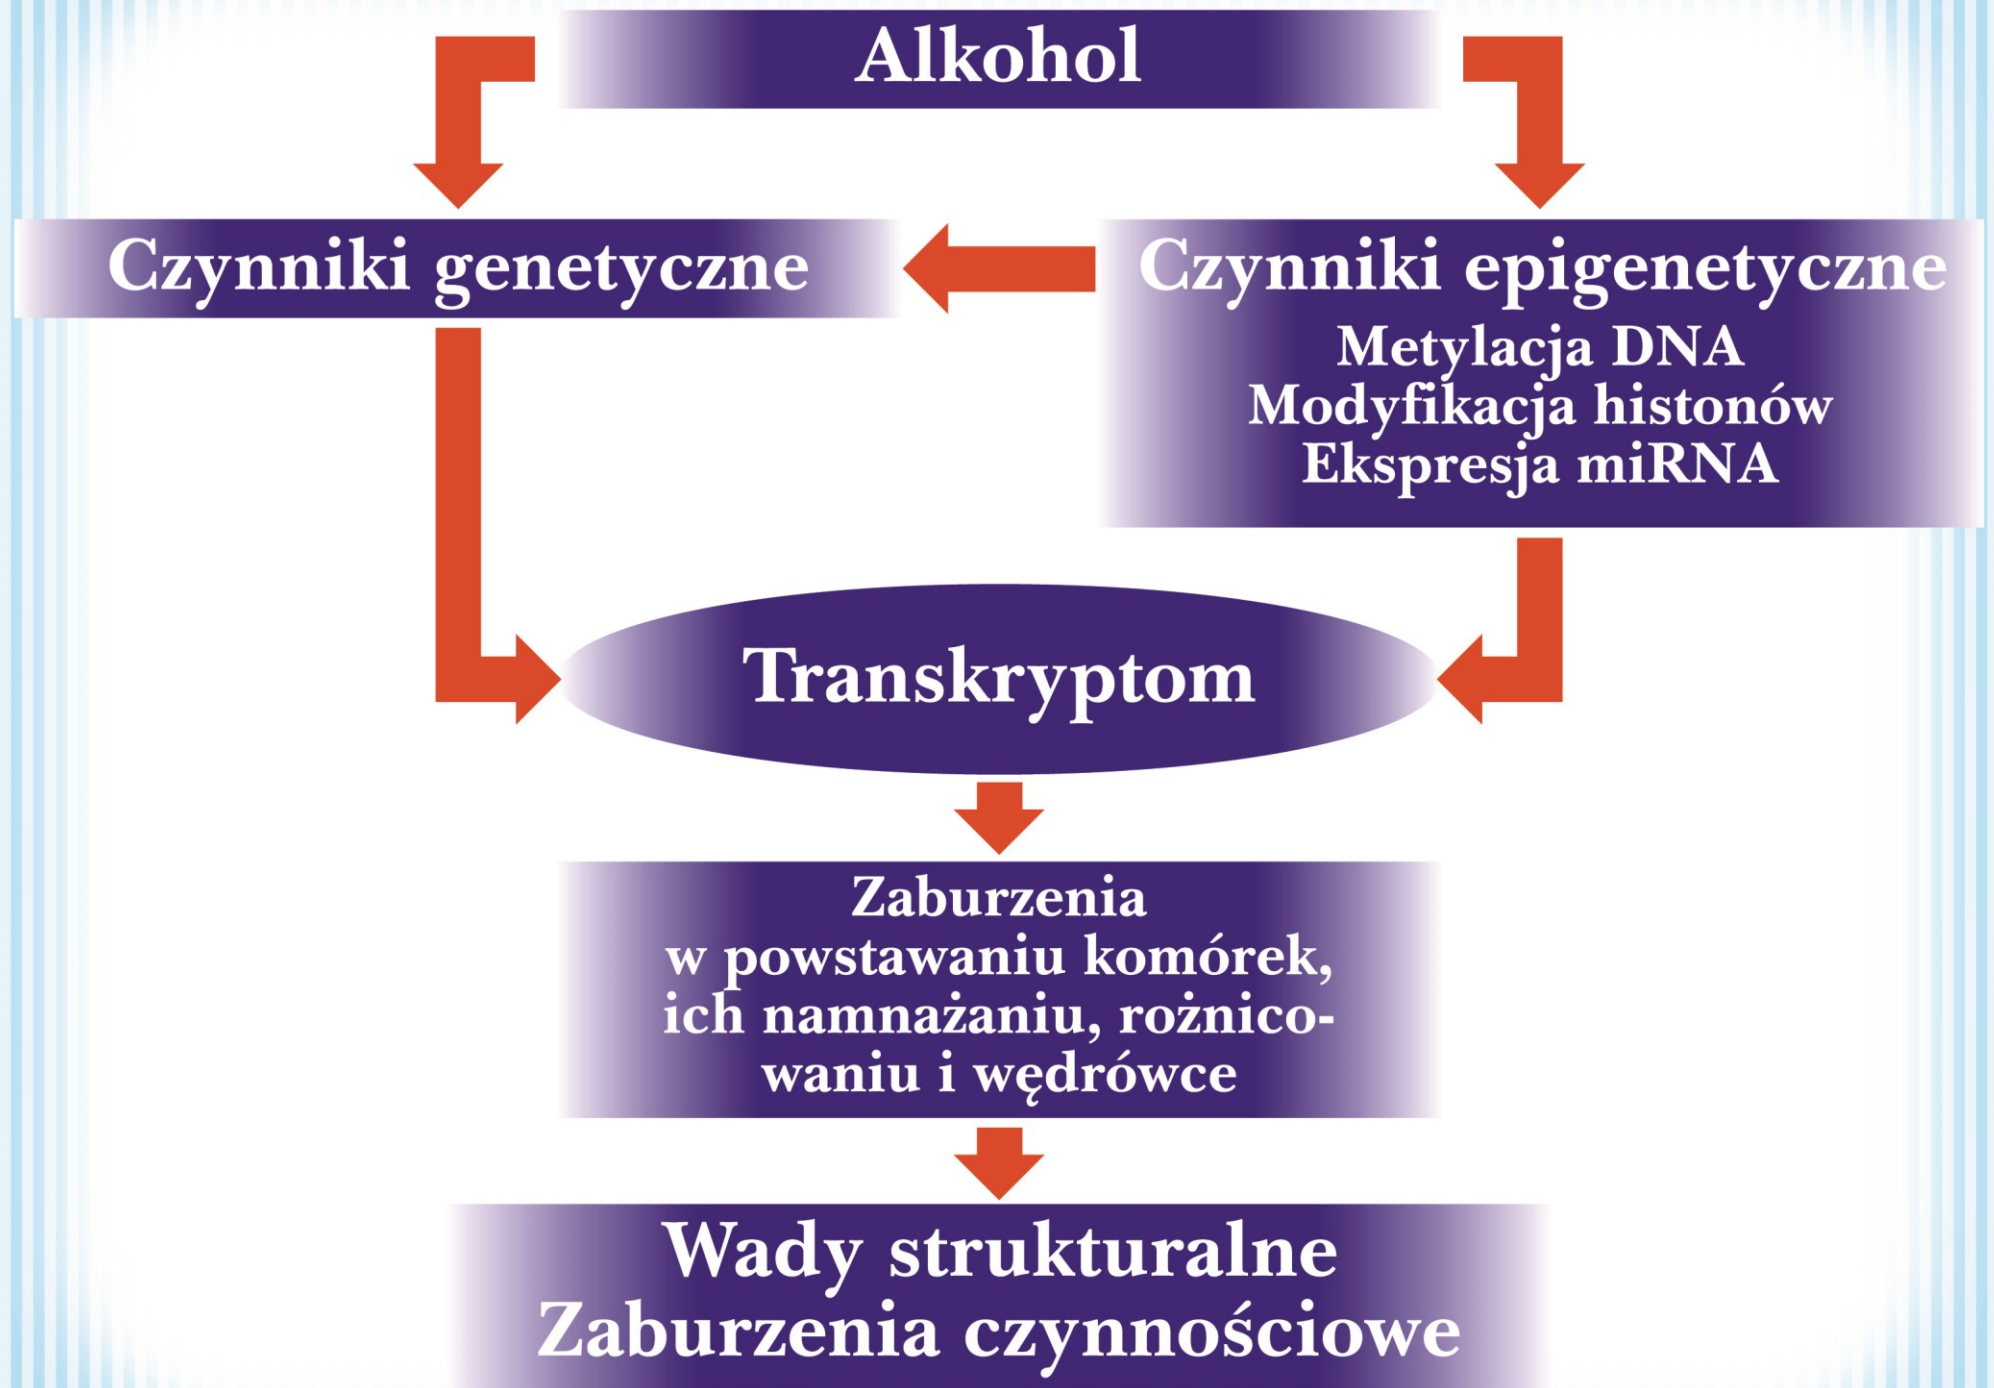 Alkohol
Czynniki genetyczne
Czynniki epigenetyczne
Metylacja DNA
Modyfikacja histonów
Ekspresja miRNA
Transkryptom
Zaburzenia
w powstawaniu komórek,
ich namnażaniu, rożnico-
waniu i wędrówce
Wady strukturalne
Zaburzenia czynnościowe